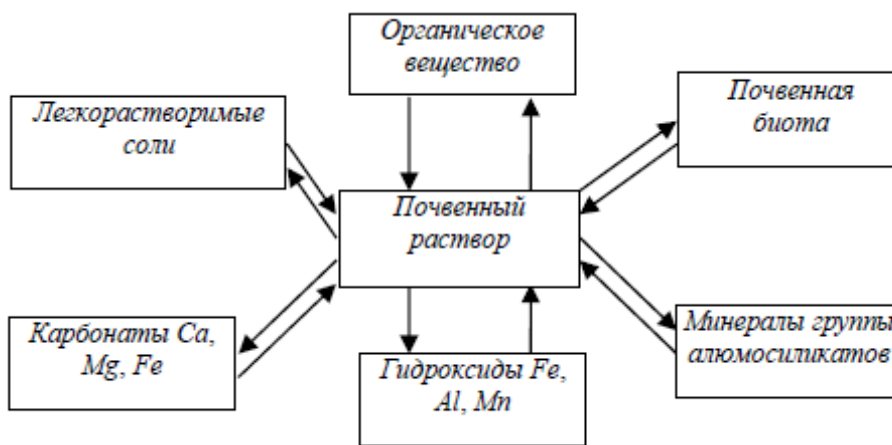 Органическое
вещество
Легкорастворимые
соли
Почвенная
биота
Почвенный
раствор
Карбонаты Ca,
Mg, Fe
Гидроксиды Fe,
Al, Mn
Минералы группы
алюмосиликатов